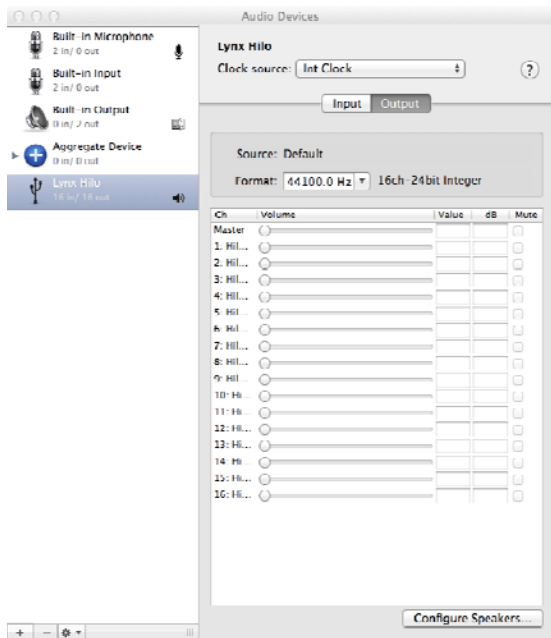 Audio Devices
Built-in Microphone
2 in/ 0 out
Built-in Input
2 in/ 0 out
Built-in Output
0 in/ 2 out
Aggregate Device
0 in/ 0 out
Lynx Hilo
16 in/ 16 out
Lynx Hilo
Clock source: Int Clock
?
Input Output
Source: Default
Format: 44100.0 Hz 16ch-24bit Integer
Ch Volume Value dB Mute
Master
1: Hil...
2: Hil...
3: Hil...
4: Hil...
5: Hil...
6: Hil...
7: Hil...
8: Hil...
9: Hil...
10: Hi...
11: Hi...
12: Hi...
13: Hi...
14: Hi...
15: Hi...
16: Hi...
Configure Speakers...